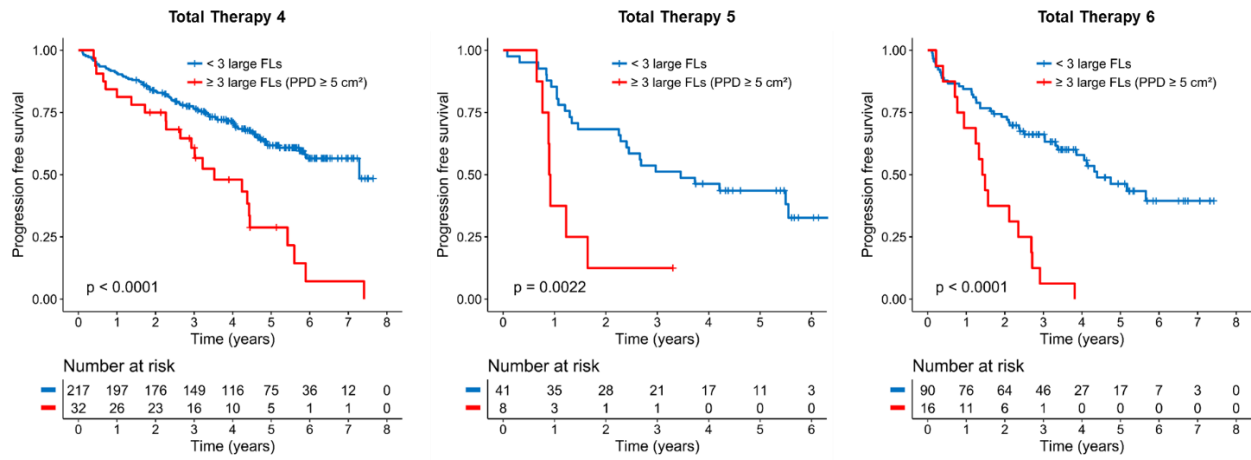 Total Therapy 4
Progression free survival
1.00
0.75
0.50
0.25
0.00
< 3 large FLs
≥ 3 large FLs (PPD ≥ 5 cm²)
p < 0.0001
0 1 2 3 4 5 6 7 8
Time (years)
Number at risk
217 197 176 149 116 75 36 12 0
32 26 23 16 10 5 1 1 0
0 1 2 3 4 5 6 7 8
Time (years)
Total Therapy 5
Progression free survival
1.00
0.75
0.50
0.25
0.00
< 3 large FLs
≥ 3 large FLs (PPD ≥ 5 cm²)
p = 0.0022
0 1 2 3 4 5 6
Time (years)
Number at risk
41 35 28 21 17 11 3
8 3 1 1 0 0 0
0 1 2 3 4 5 6
Time (years)
Total Therapy 6
Progression free survival
1.00
0.75
0.50
0.25
0.00
< 3 large FLs
≥ 3 large FLs (PPD ≥ 5 cm²)
p < 0.0001
0 1 2 3 4 5 6 7 8
Time (years)
Number at risk
90 76 64 46 27 17 7 3 0
16 11 6 1 0 0 0 0 0
0 1 2 3 4 5 6 7 8
Time (years)